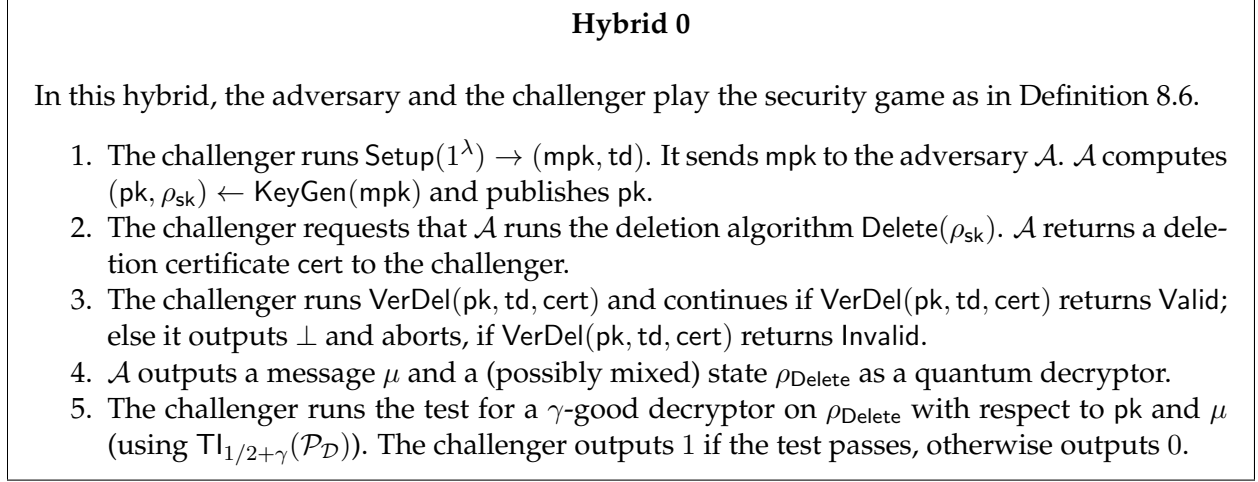 Hybrid 0
In this hybrid, the adversary and the challenger play the security game as in Definition 8.6.
1. The challenger runs Setup(1^λ) → (mpk, td). It sends mpk to the adversary 𝒜. 𝒜 computes
(pk, ρ_sk) ← KeyGen(mpk) and publishes pk.
2. The challenger requests that 𝒜 runs the deletion algorithm Delete(ρ_sk). 𝒜 returns a dele-
tion certificate cert to the challenger.
3. The challenger runs VerDel(pk, td, cert) and continues if VerDel(pk, td, cert) returns Valid;
else it outputs ⊥ and aborts, if VerDel(pk, td, cert) returns Invalid.
4. 𝒜 outputs a message μ and a (possibly mixed) state ρ_Delete as a quantum decryptor.
5. The challenger runs the test for a γ-good decryptor on ρ_Delete with respect to pk and μ
(using TI_{1/2+γ}(𝒫_𝒟)). The challenger outputs 1 if the test passes, otherwise outputs 0.